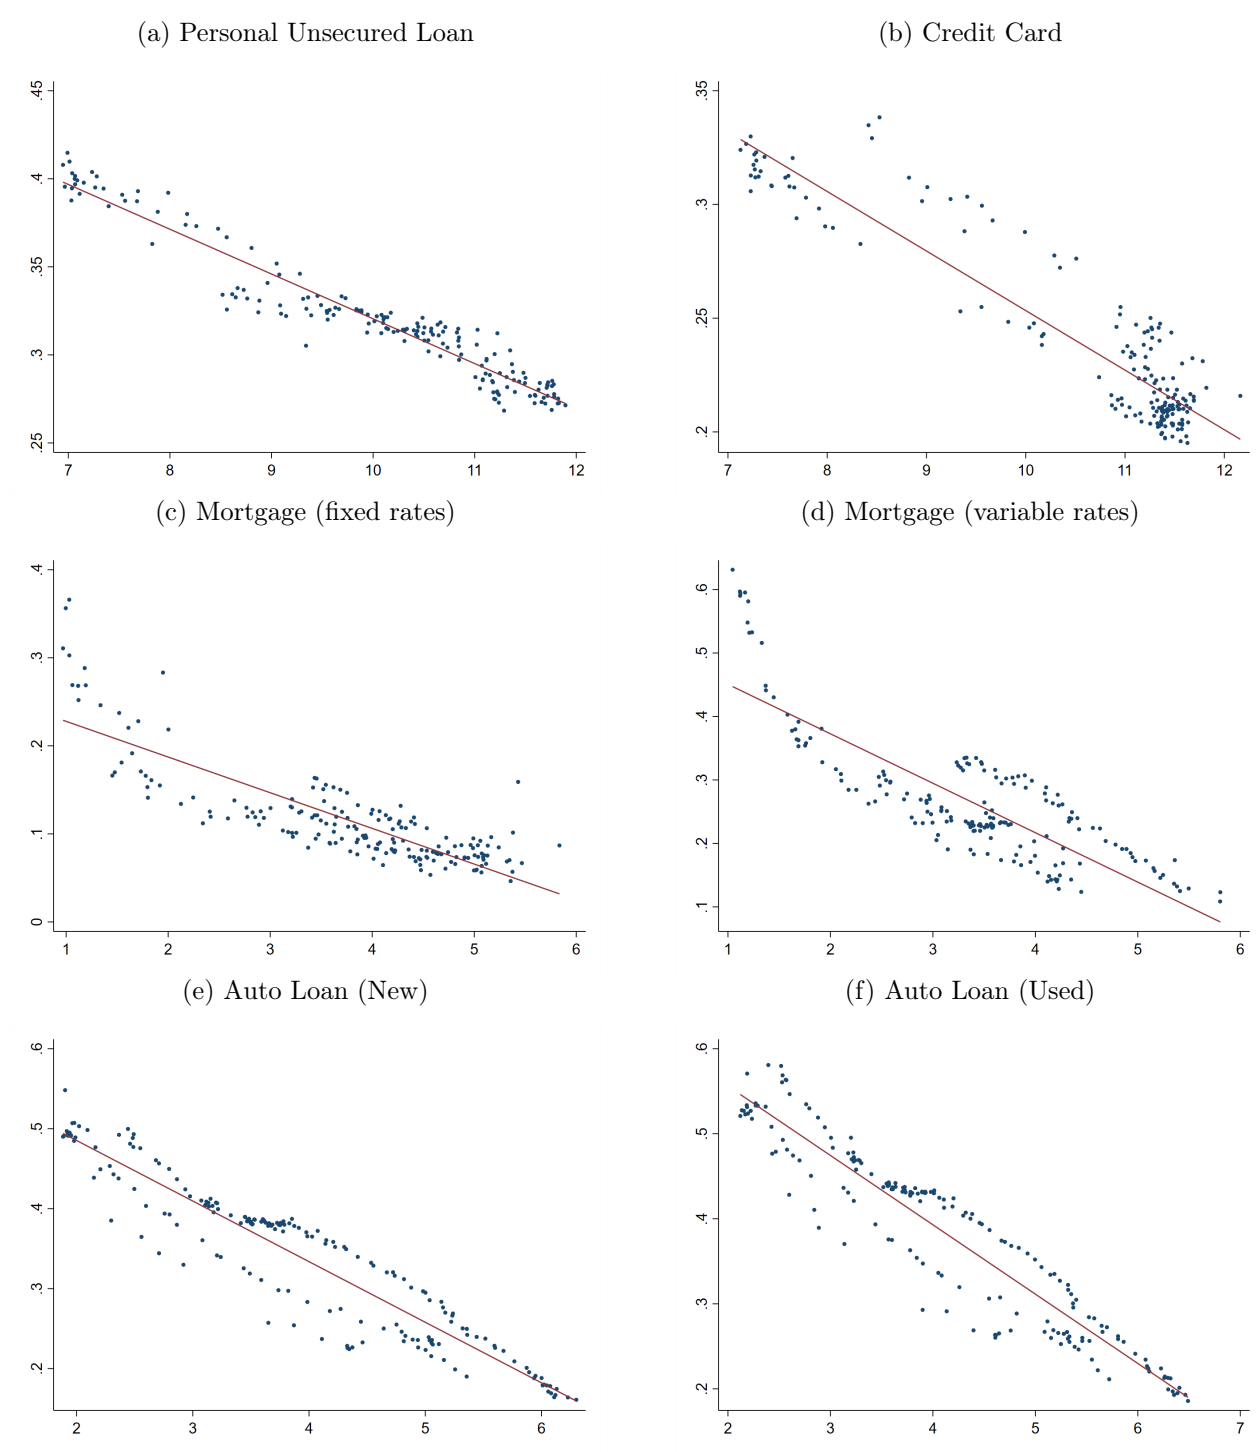 (a) Personal Unsecured Loan
.45
.4
.35
.3
.25
7 8 9 10 11 12
(b) Credit Card
.35
.3
.25
.2
7 8 9 10 11 12
(c) Mortgage (fixed rates)
.4
.3
.2
.1
0
1 2 3 4 5 6
(d) Mortgage (variable rates)
.6
.5
.4
.3
.2
.1
1 2 3 4 5 6
(e) Auto Loan (New)
.6
.5
.4
.3
.2
2 3 4 5 6
(f) Auto Loan (Used)
.6
.5
.4
.3
.2
2 3 4 5 6 7